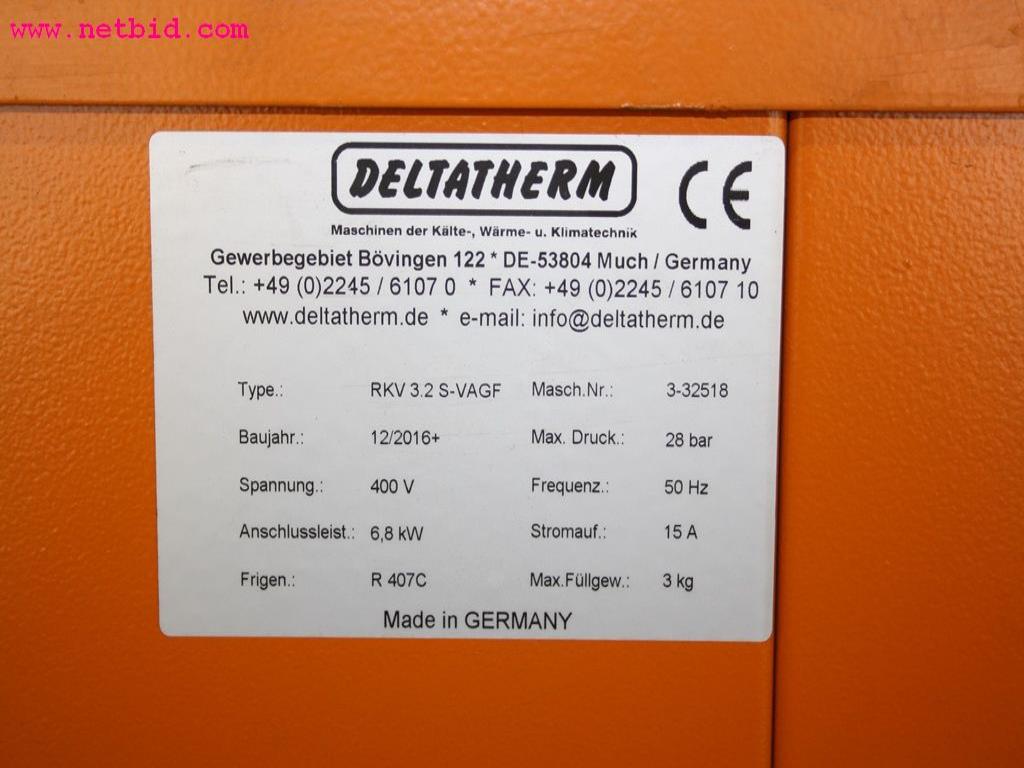 www.netbid.com
DELTATHERM CE
Maschinen der Kälte-, Wärme- u. Klimatechnik
Gewerbegebiet Bövingen 122 * DE-53804 Much / Germany
Tel.: +49 (0)2245 / 6107 0 * FAX: +49 (0)2245 / 6107 10
www.deltatherm.de * e-mail: info@deltatherm.de
Type.: RKV 3.2 S-VAGF Masch.Nr.: 3-32518
Baujahr.: 12/2016+ Max. Druck.: 28 bar
Spannung.: 400 V Frequenz.: 50 Hz
Anschlussleist.: 6,8 kW Stromauf.: 15 A
Frigen.: R 407C Max.Füllgew.: 3 kg
Made in GERMANY